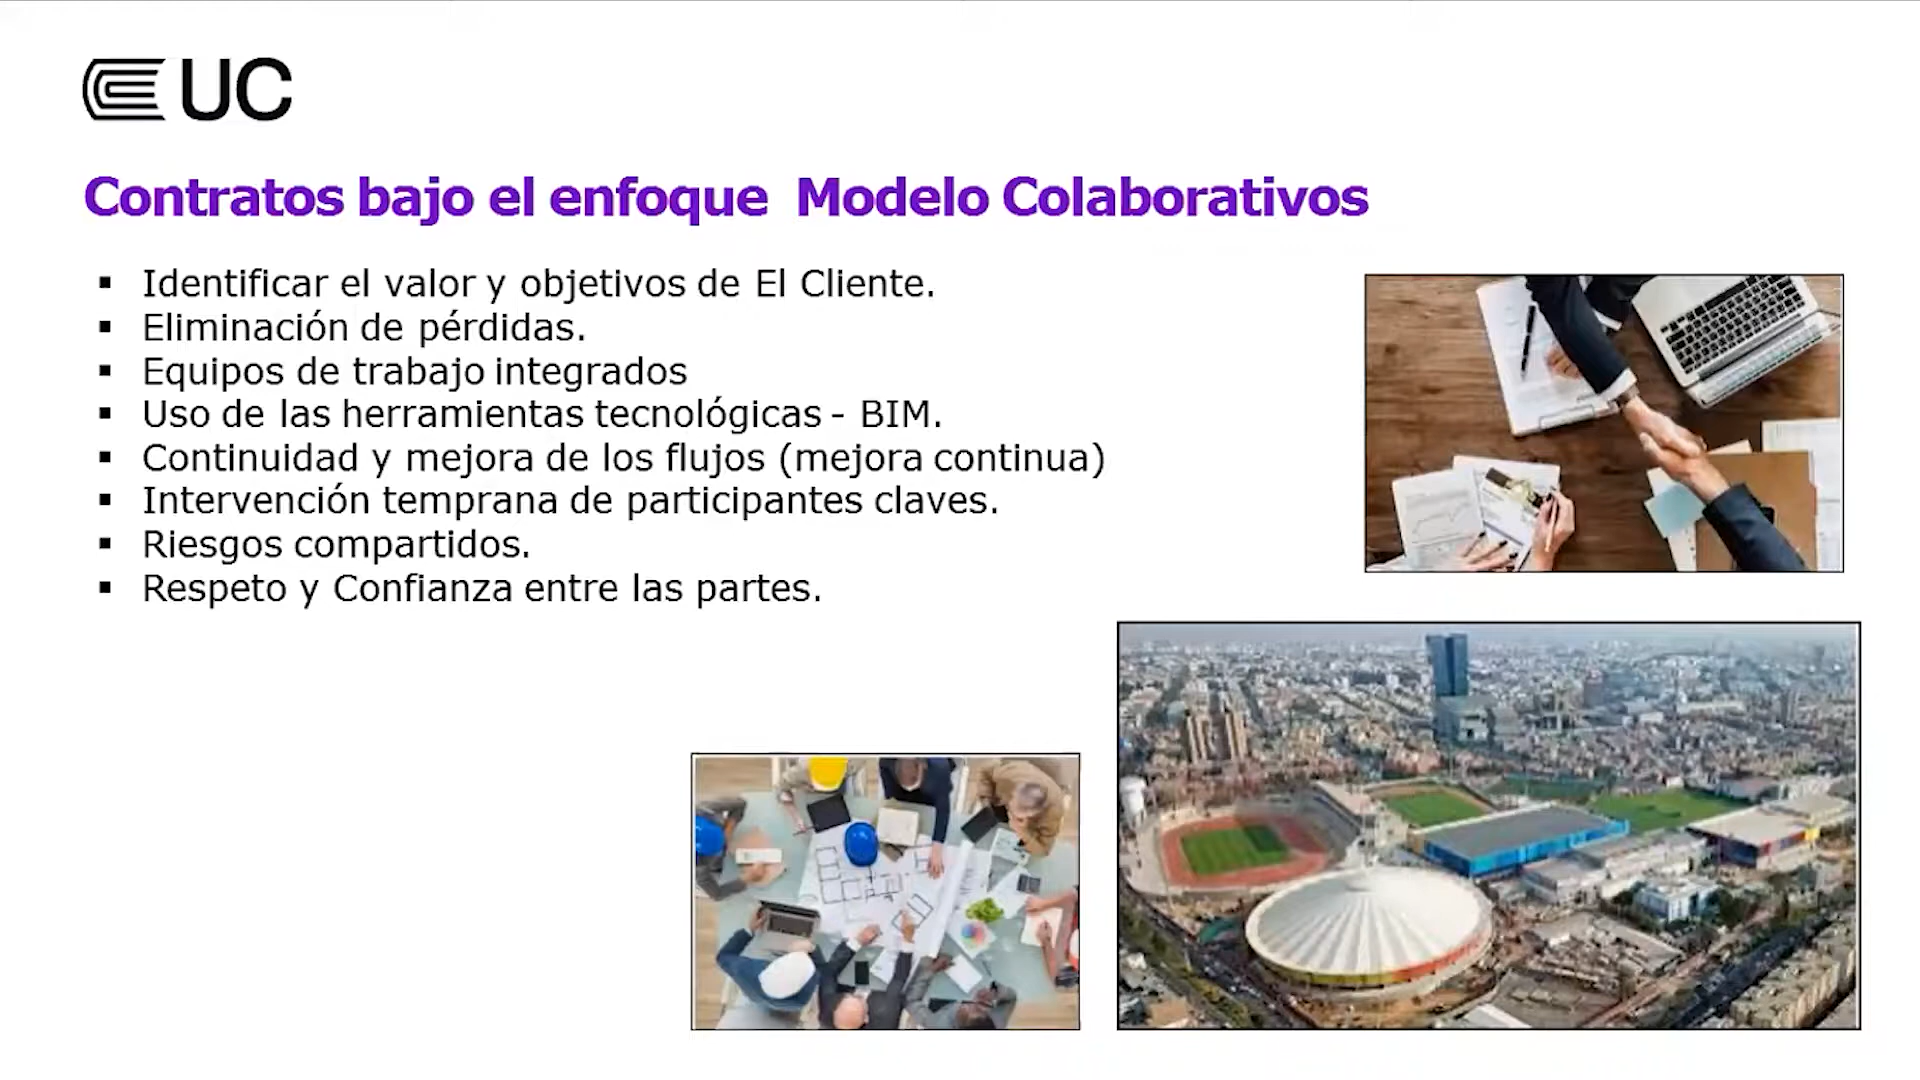 UC
Contratos bajo el enfoque Modelo Colaborativos
▪ Identificar el valor y objetivos de El Cliente.
▪ Eliminación de pérdidas.
▪ Equipos de trabajo integrados
▪ Uso de las herramientas tecnológicas - BIM.
▪ Continuidad y mejora de los flujos (mejora continua)
▪ Intervención temprana de participantes claves.
▪ Riesgos compartidos.
▪ Respeto y Confianza entre las partes.